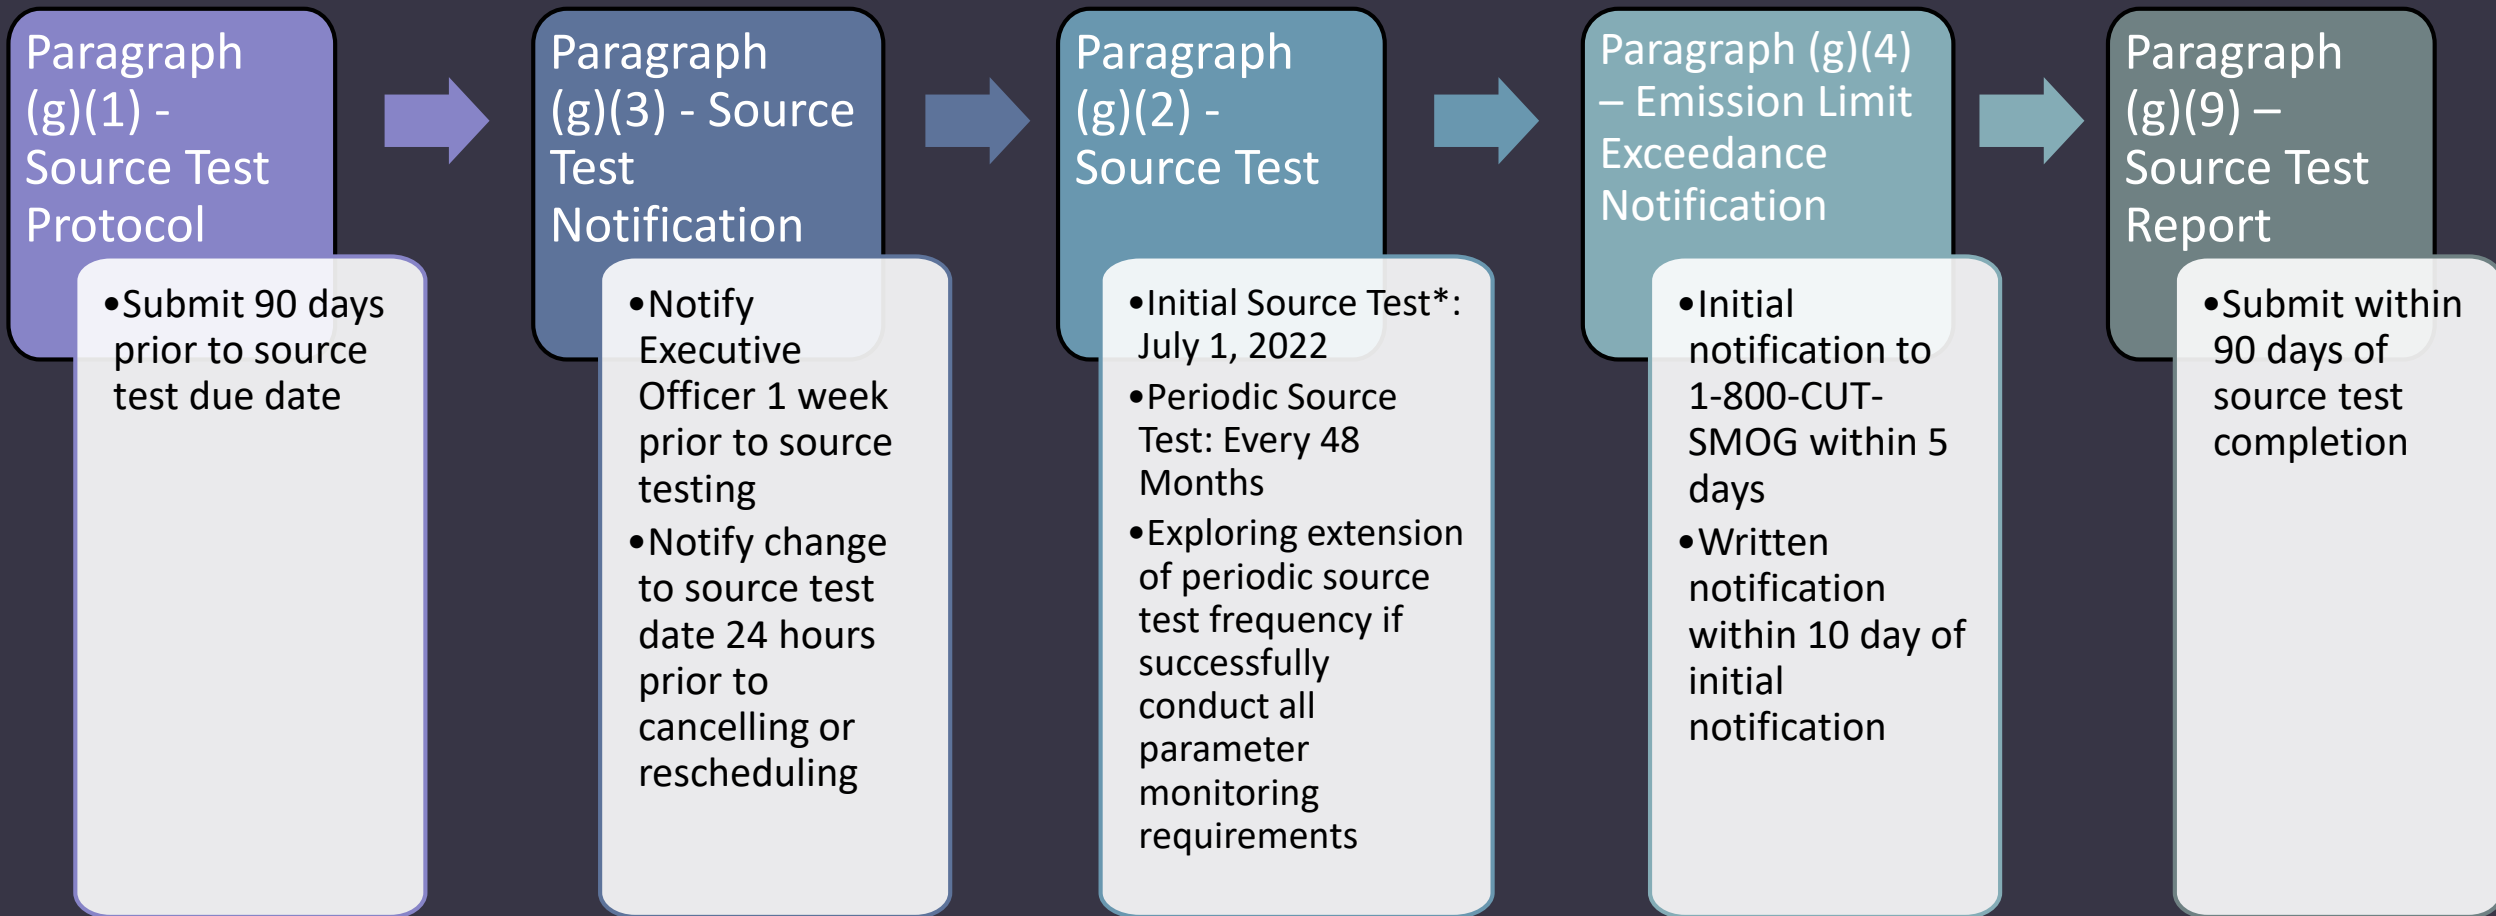 Paragraph
(g)(1) -
Source Test
Protocol
•Submit 90 days
prior to source
test due date
Paragraph
(g)(3) - Source
Test
Notification
•Notify
Executive
Officer 1 week
prior to source
testing
•Notify change
to source test
date 24 hours
prior to
cancelling or
rescheduling
Paragraph
(g)(2) -
Source Test
•Initial Source Test*:
July 1, 2022
•Periodic Source
Test: Every 48
Months
•Exploring extension
of periodic source
test frequency if
successfully
conduct all
parameter
monitoring
requirements
Paragraph (g)(4)
– Emission Limit
Exceedance
Notification
•Initial
notification to
1-800-CUT-
SMOG within 5
days
•Written
notification
within 10 day of
initial
notification
Paragraph
(g)(9) –
Source Test
Report
•Submit within
90 days of
source test
completion